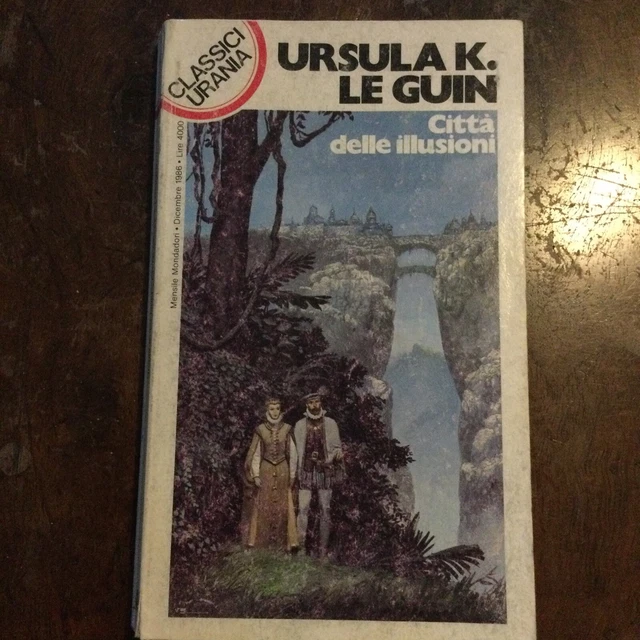 CLASSICI
URANIA
URSULA K.
LE GUIN
Città
delle illusioni
Mensile Mondadori • Dicembre 1986 • Lire 4000